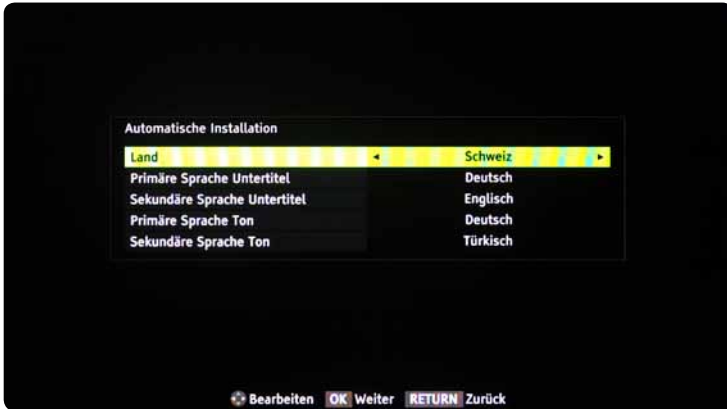 Automatische Installation
Land Schweiz
Primäre Sprache Untertitel Deutsch
Sekundäre Sprache Untertitel Englisch
Primäre Sprache Ton Deutsch
Sekundäre Sprache Ton Türkisch
Bearbeiten OK Weiter RETURN Zurück